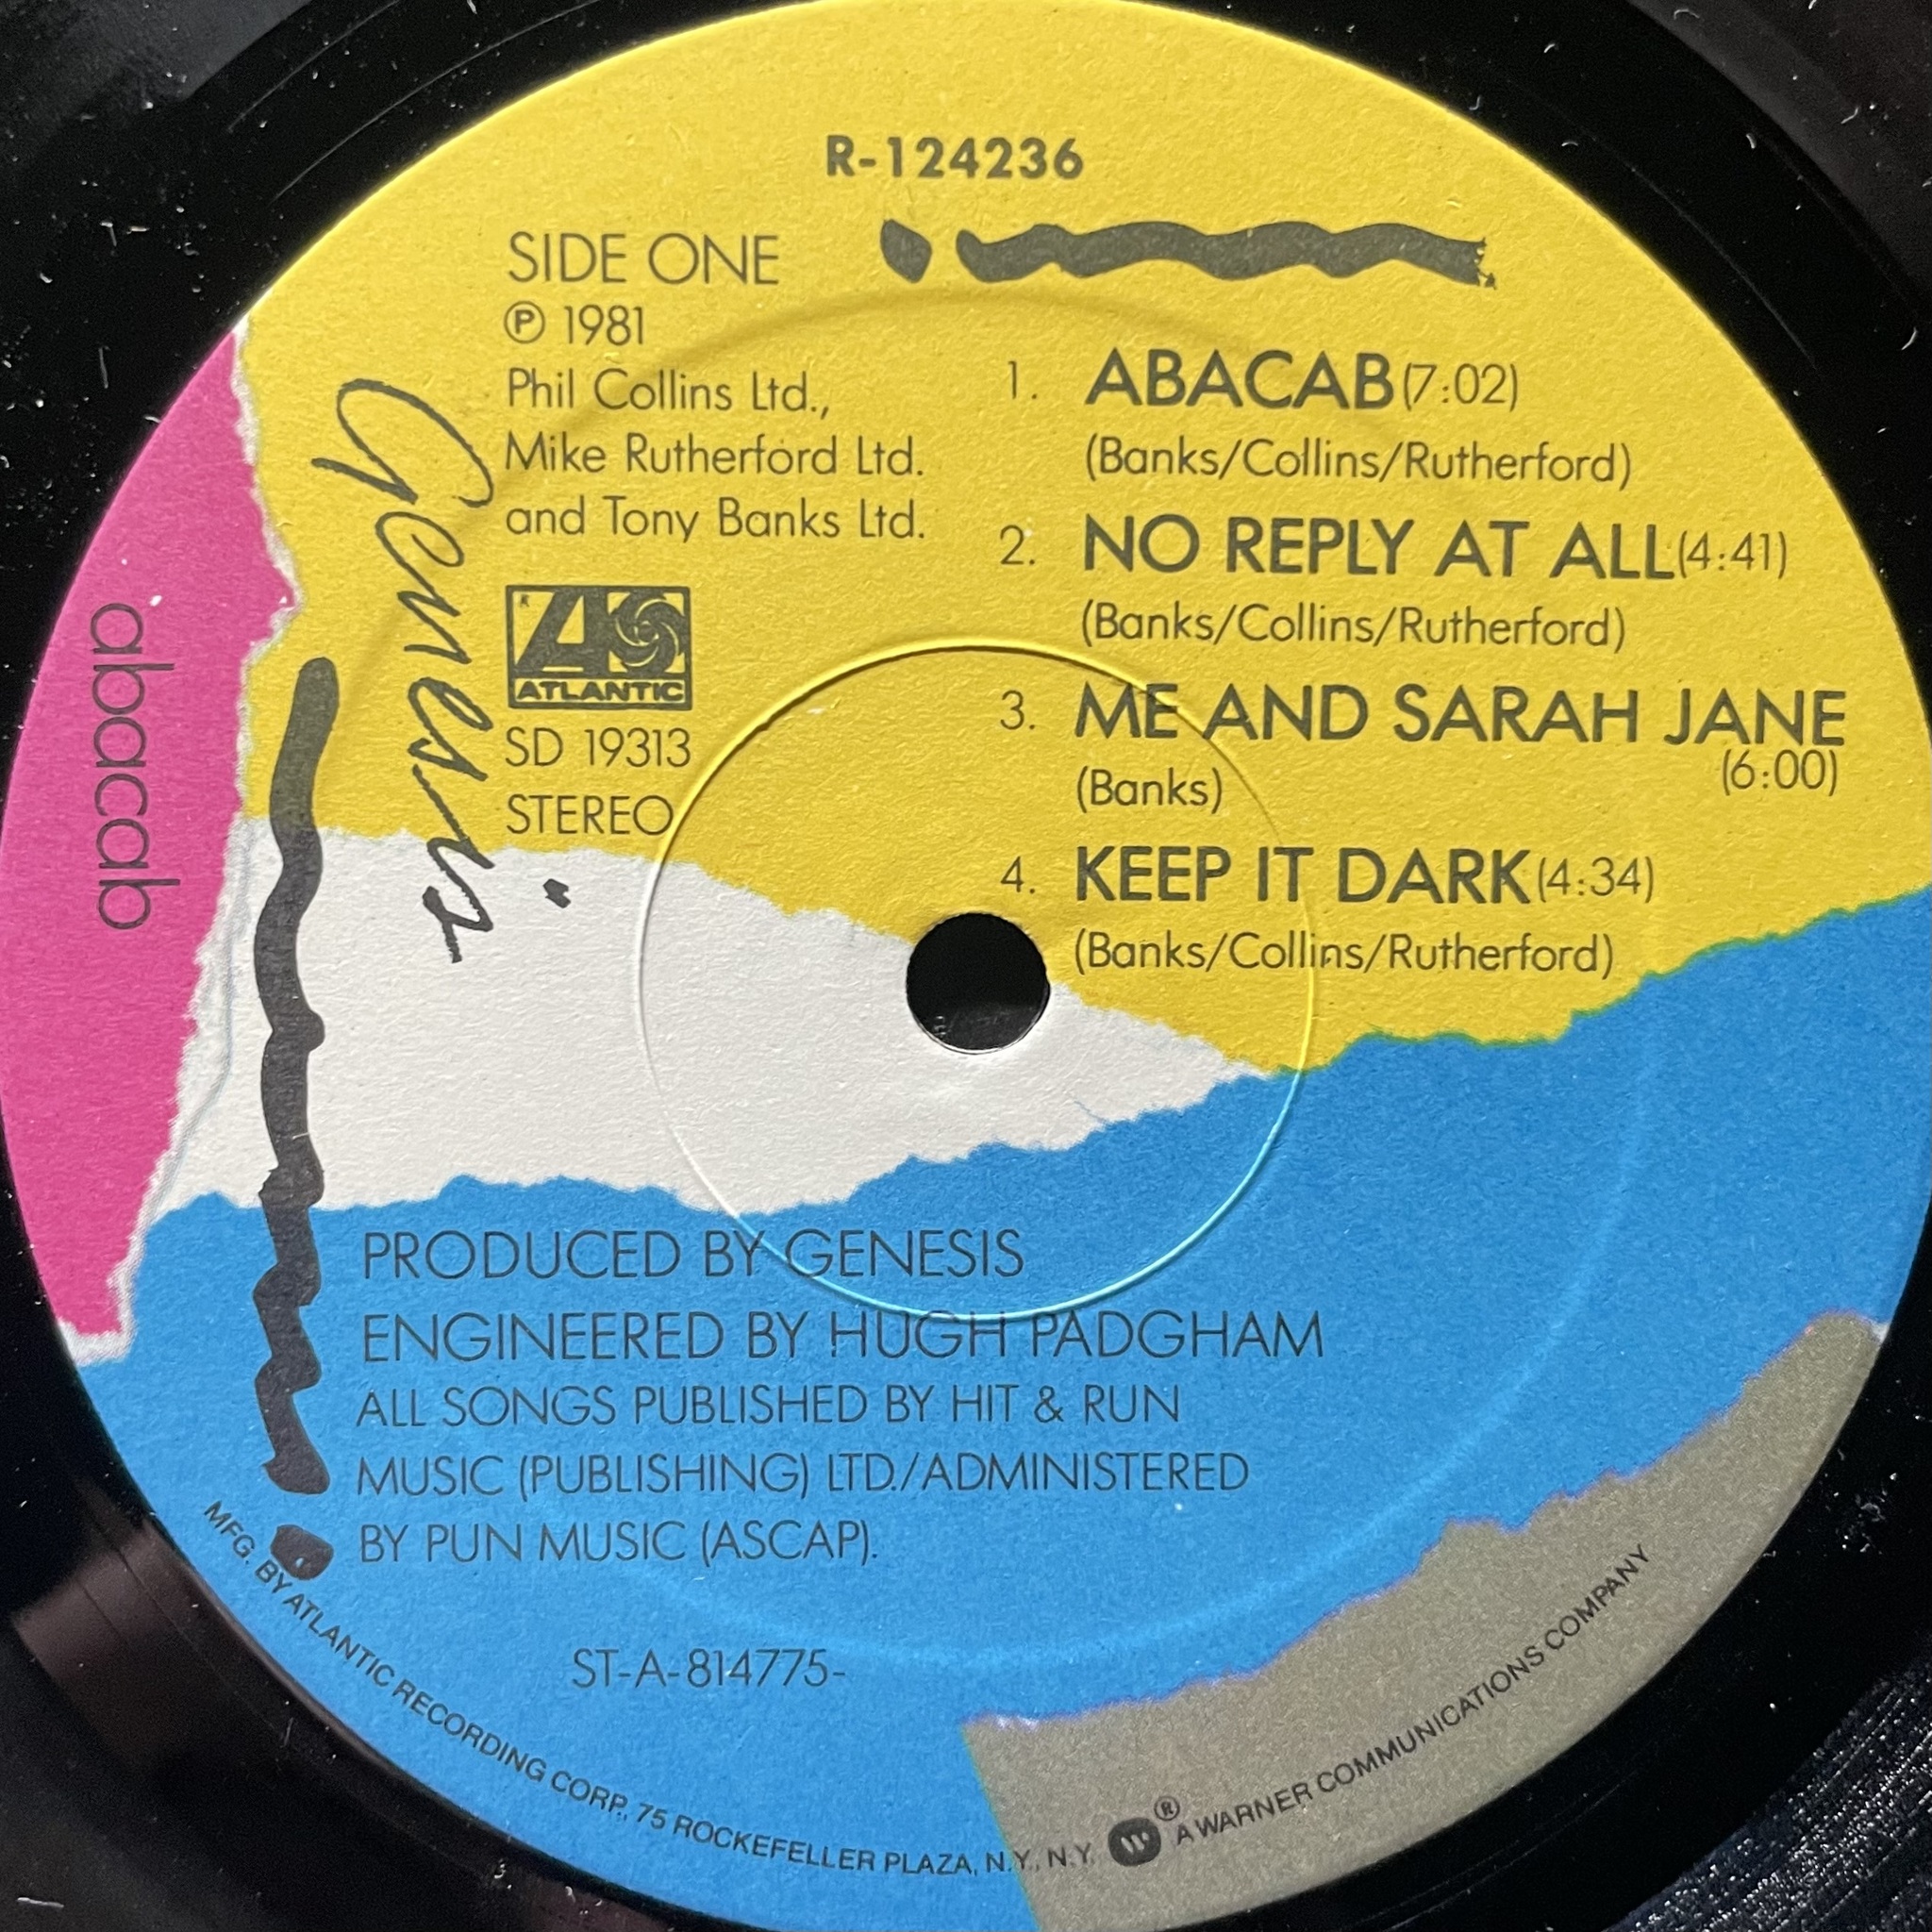 R-124236
SIDE ONE
℗ 1981
Phil Collins Ltd.,
Mike Rutherford Ltd.
and Tony Banks Ltd.
ATLANTIC
SD 19313
STEREO
1. ABACAB (7:02)
(Banks/Collins/Rutherford)
2. NO REPLY AT ALL (4:41)
(Banks/Collins/Rutherford)
3. ME AND SARAH JANE
(6:00)
(Banks)
4. KEEP IT DARK (4:34)
(Banks/Collins/Rutherford)
Genesis
abacab
PRODUCED BY GENESIS
ENGINEERED BY HUGH PADGHAM
ALL SONGS PUBLISHED BY HIT & RUN
MUSIC (PUBLISHING) LTD./ADMINISTERED
BY PUN MUSIC (ASCAP).
ST-A-814775-
MFG. BY ATLANTIC RECORDING CORP., 75 ROCKEFELLER PLAZA, N.Y., N.Y. ® A WARNER COMMUNICATIONS COMPANY